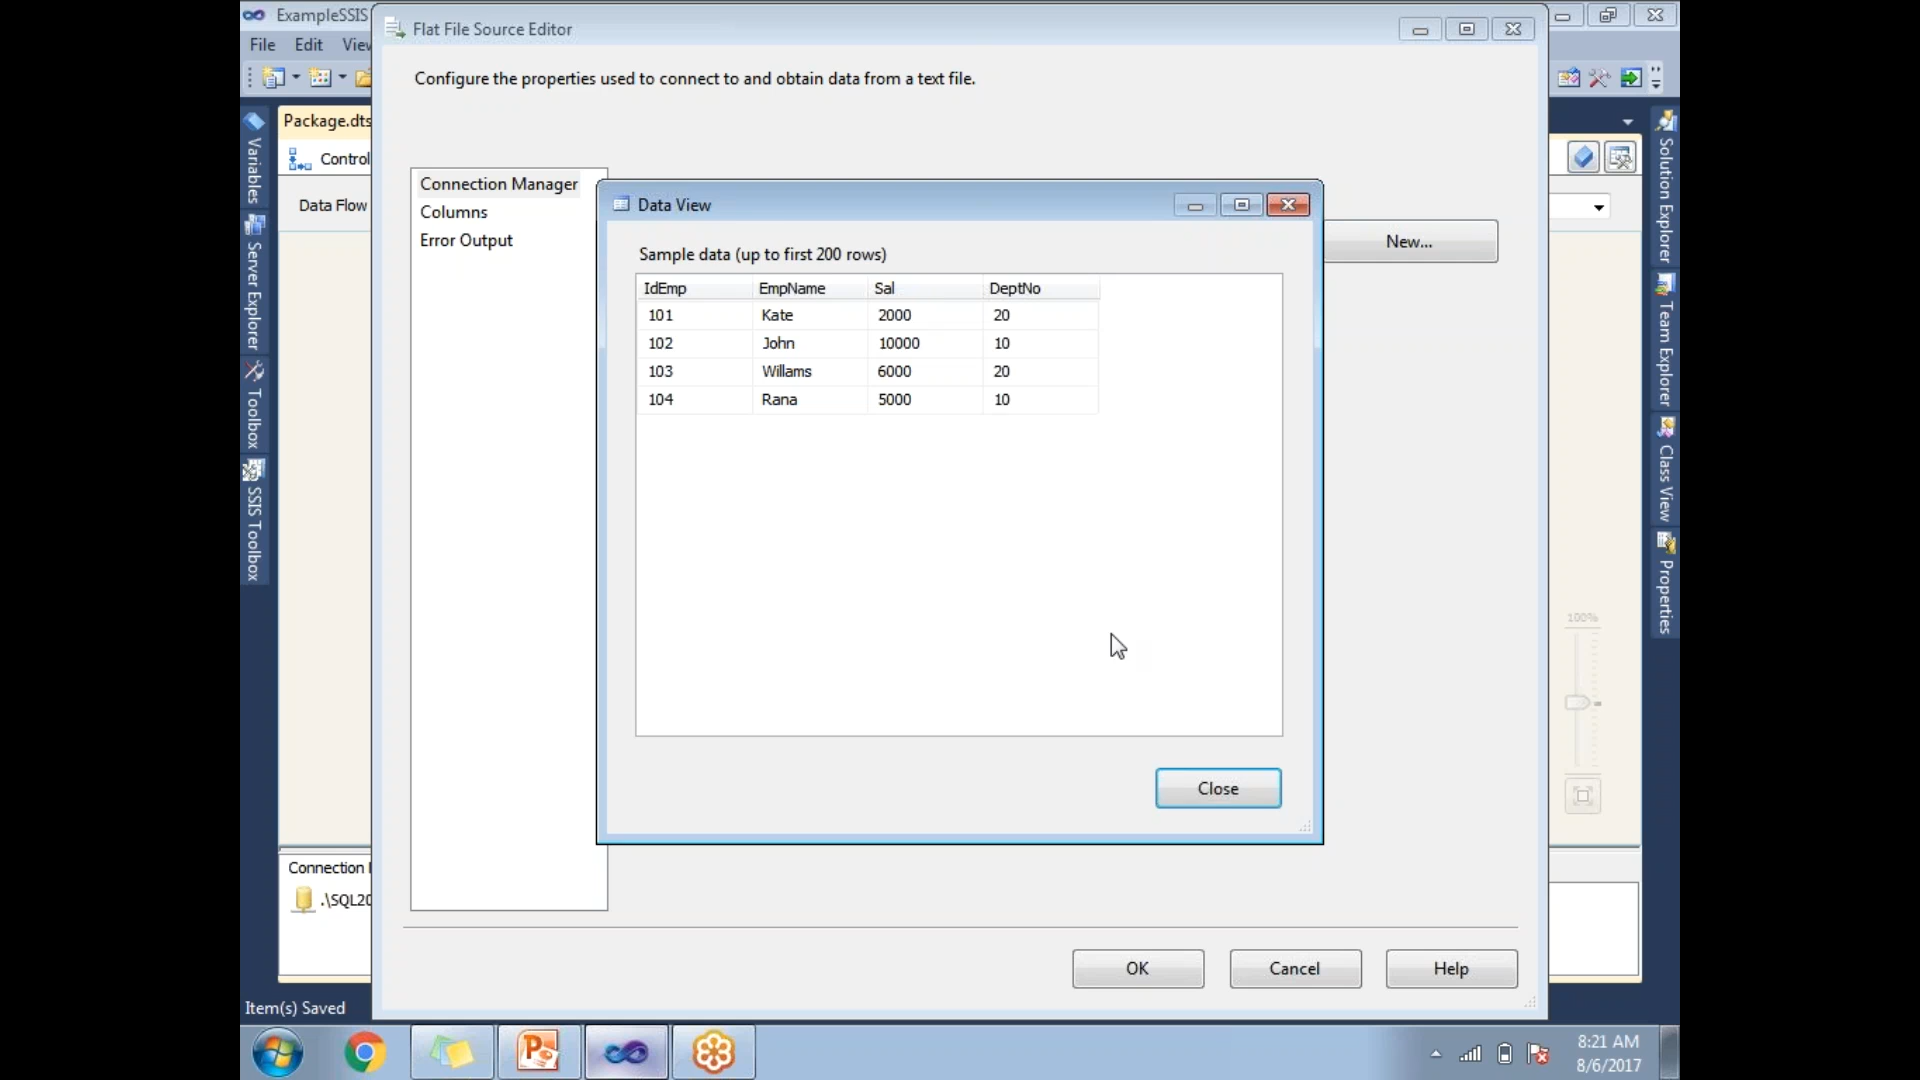 ExampleSSIS
Flat File Source Editor
File Edit View
Configure the properties used to connect to and obtain data from a text file.
Package.dts
Control
Data Flow
Connection Manager
Columns
Error Output
New...
Data View
Sample data (up to first 200 rows)
IdEmp EmpName Sal DeptNo
101 Kate 2000 20
102 John 10000 10
103 Willams 6000 20
104 Rana 5000 10
Close
Variables
Server Explorer
Toolbox
SSIS Toolbox
Solution Explorer
Team Explorer
Class View
Properties
100%
Connection
.\SQL20
OK Cancel Help
Item(s) Saved
8:21 AM
8/6/2017